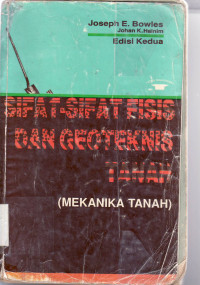 Joseph E. Bowles
Johan K. Hainim
Edisi Kedua
SIFAT-SIFAT FISIS
DAN GEOTEKNIS
TANAH
(MEKANIKA TANAH)